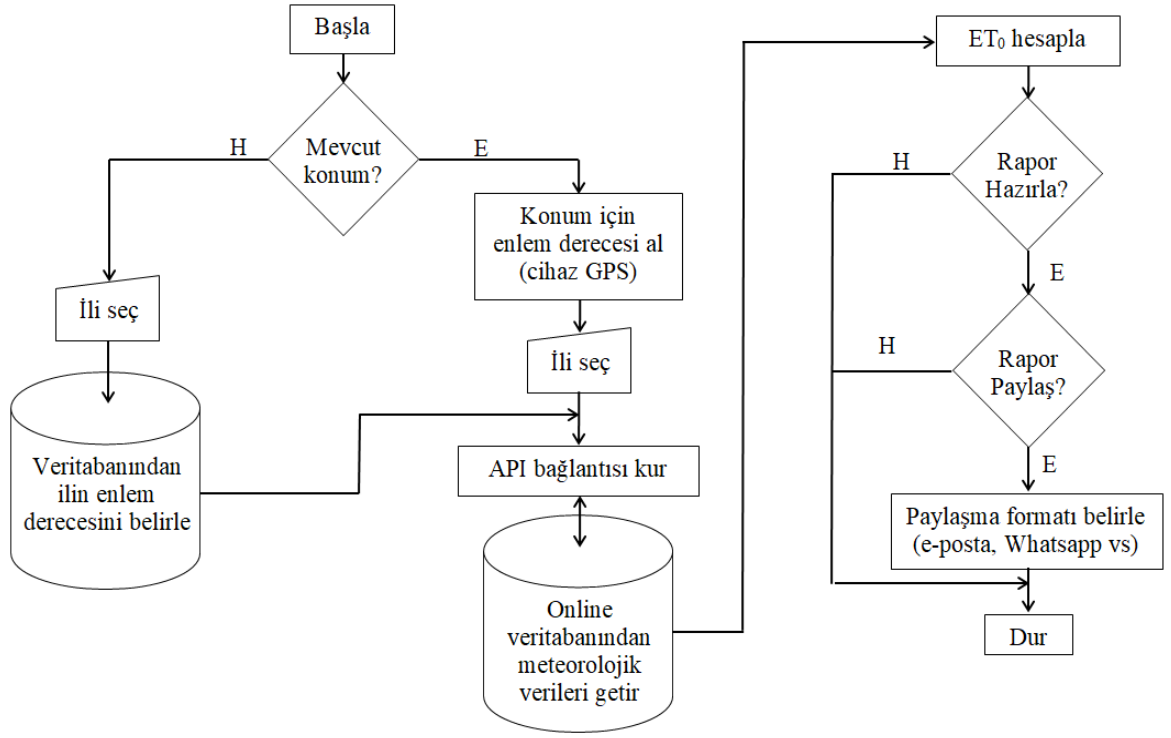 Başla
Mevcut
konum?
H
E
İli seç
Veritabanından
ilin enlem
derecesini belirle
Konum için
enlem derecesi al
(cihaz GPS)
İli seç
API bağlantısı kur
Online
veritabanından
meteorolojik
verileri getir
ET₀ hesapla
Rapor
Hazırla?
H
E
Rapor
Paylaş?
H
E
Paylaşma formatı belirle
(e-posta, Whatsapp vs)
Dur